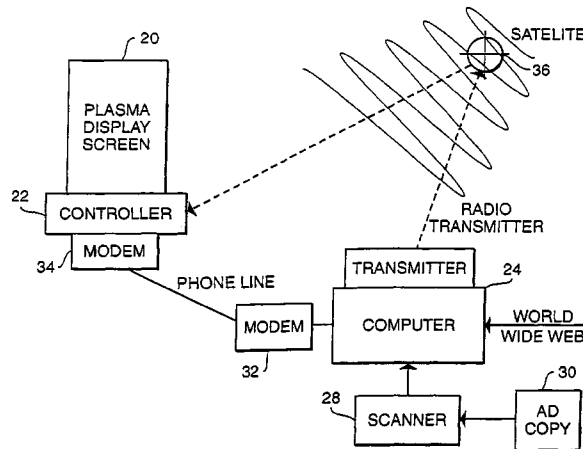 20
SATELITE
36
PLASMA
DISPLAY
SCREEN
22
CONTROLLER
MODEM
34
RADIO
TRANSMITTER
TRANSMITTER
24
PHONE LINE
MODEM
32
COMPUTER
WORLD
WIDE WEB
28
SCANNER
30
AD
COPY